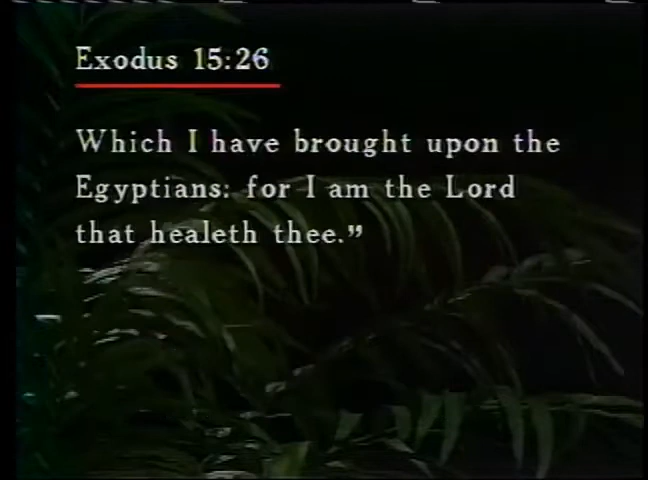 Exodus 15:26
Which I have brought upon the
Egyptians: for I am the Lord
that healeth thee.”